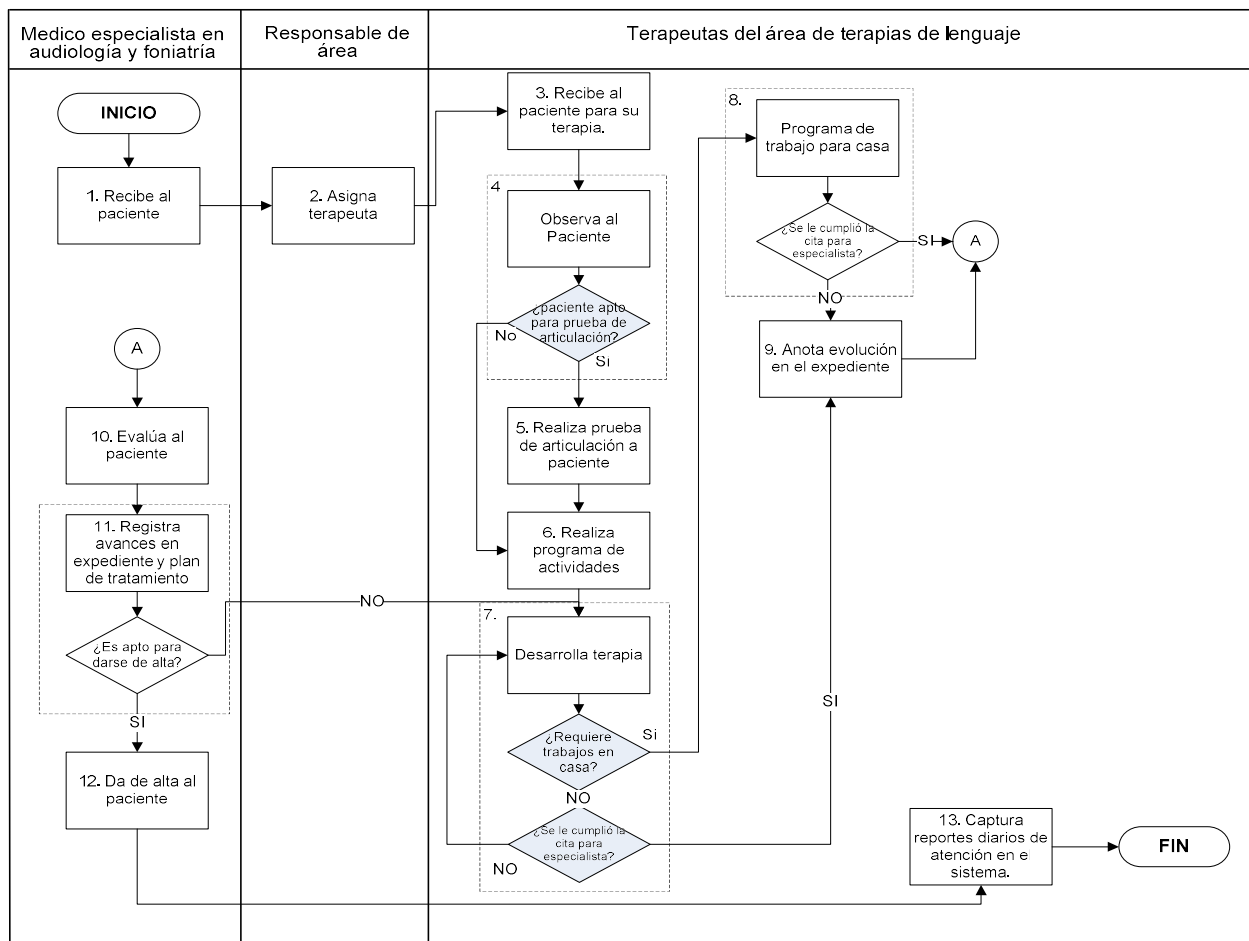 Medico especialista en
audiología y foniatría
Responsable de
área
Terapeutas del área de terapias de lenguaje
INICIO
1. Recibe al
paciente
2. Asigna
terapeuta
3. Recibe al
paciente para su
terapia.
4
Observa al
Paciente
¿paciente apto
para prueba de
articulación?
No
Si
5. Realiza prueba
de articulación a
paciente
6. Realiza
programa de
actividades
7.
Desarrolla terapia
¿Requiere
trabajos en
casa?
Si
NO
¿Se le cumplió la
cita para
especialista?
NO
SI
8.
Programa de
trabajo para casa
¿Se le cumplió la
cita para
especialista?
SI
A
NO
9. Anota evolución
en el expediente
A
10. Evalúa al
paciente
11. Registra
avances en
expediente y plan
de tratamiento
¿Es apto para
darse de alta?
NO
SI
12. Da de alta al
paciente
13. Captura
reportes diarios de
atención en el
sistema.
FIN